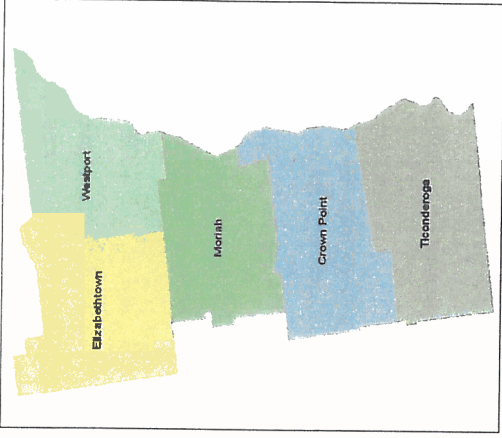 Westport
Elizabethtown
Moriah
Crown Point
Ticonderoga